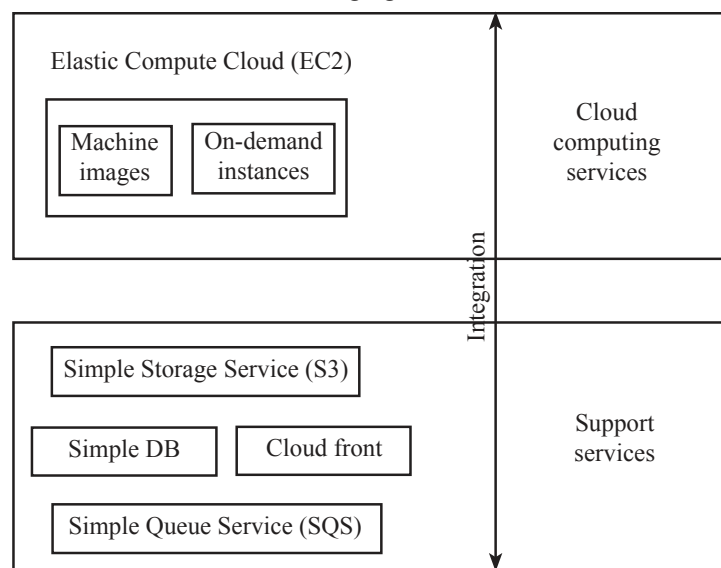 Elastic Compute Cloud (EC2)
Machine
images
On-demand
instances
Cloud
computing
services
Integration
Simple Storage Service (S3)
Simple DB
Cloud front
Simple Queue Service (SQS)
Support
services